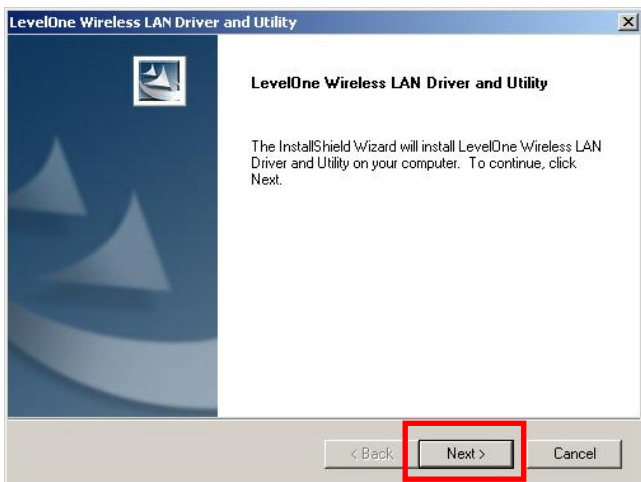 LevelOne Wireless LAN Driver and Utility
LevelOne Wireless LAN Driver and Utility
The InstallShield Wizard will install LevelOne Wireless LAN
Driver and Utility on your computer.  To continue, click
Next.
< Back Next > Cancel